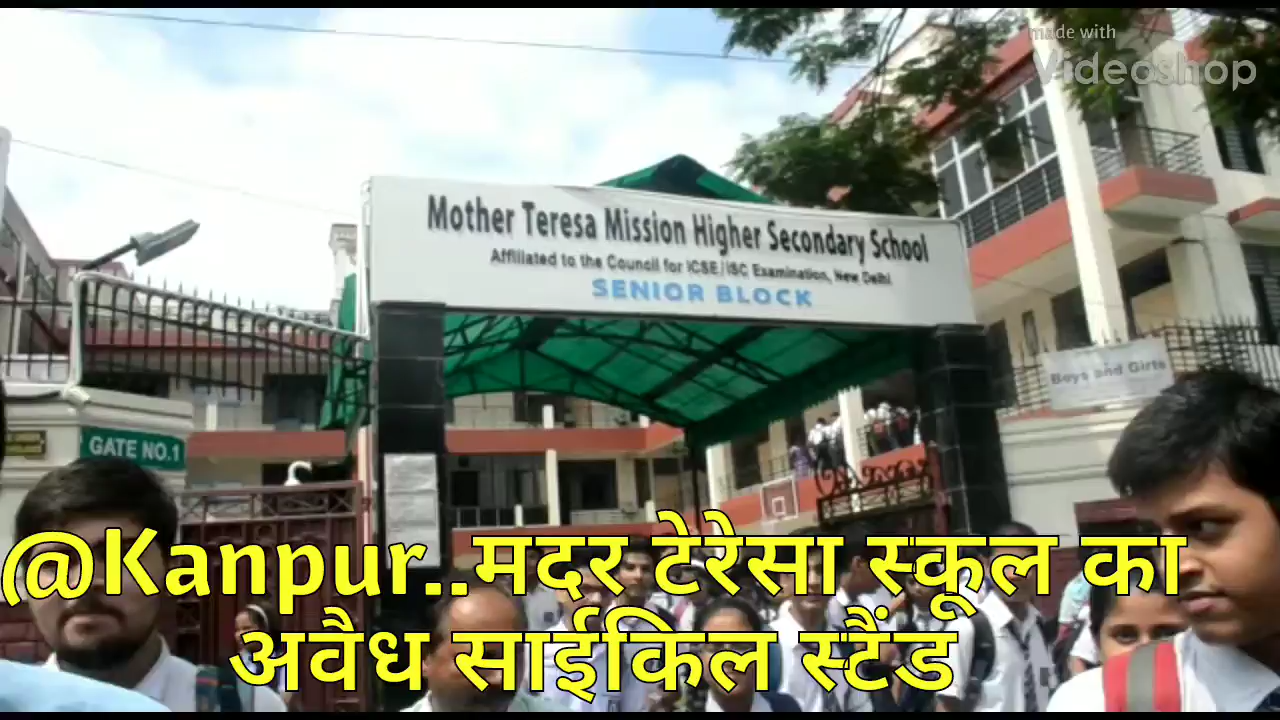 made with
Videoshop
Mother Teresa Mission Higher Secondary School
Affiliated to the Council for ICSE/ISC Examination, New Delhi
SENIOR BLOCK
Boys and Girls
GATE NO.1
@Kanpur..मदर टेरेसा स्कूल का
अवैध साईकिल स्टैंड